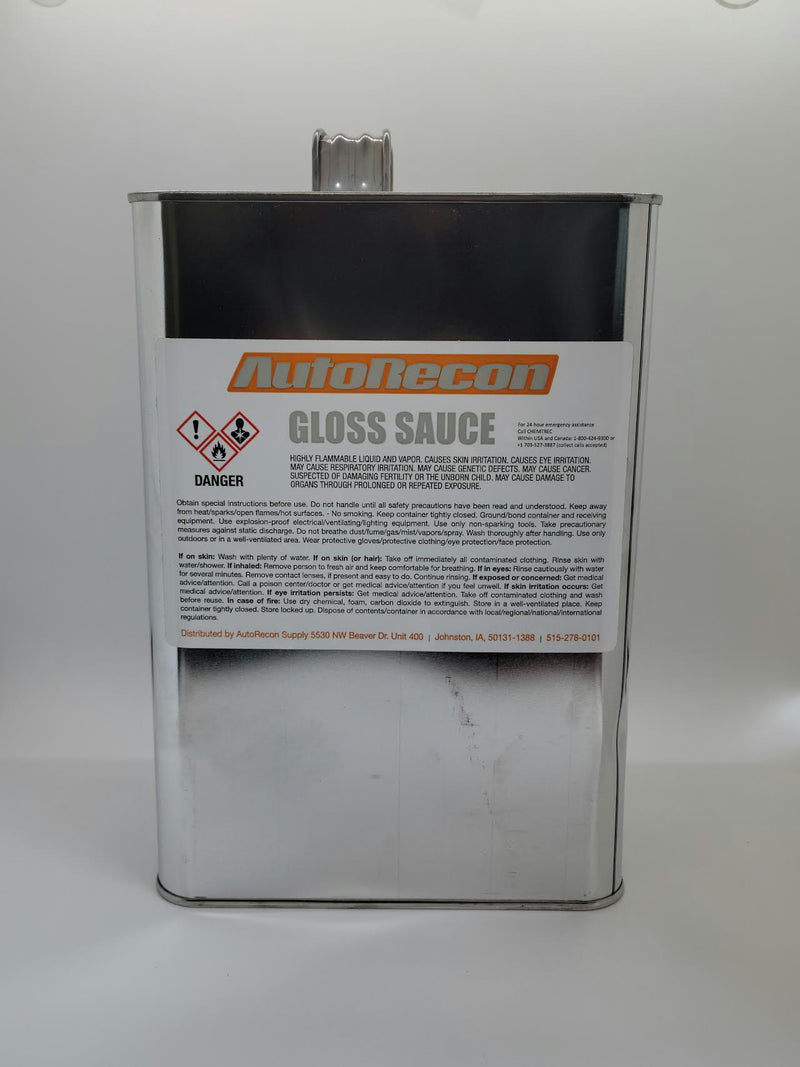 AutoRecon
GLOSS SAUCE
For 24 hour emergency assistance
Call CHEMTREC
Within USA and Canada: 1-800-424-9300 or
+1 703-527-3887 (collect calls accepted)
DANGER
HIGHLY FLAMMABLE LIQUID AND VAPOR. CAUSES SKIN IRRITATION. CAUSES EYE IRRITATION.
MAY CAUSE RESPIRATORY IRRITATION. MAY CAUSE GENETIC DEFECTS. MAY CAUSE CANCER.
SUSPECTED OF DAMAGING FERTILITY OR THE UNBORN CHILD. MAY CAUSE DAMAGE TO
ORGANS THROUGH PROLONGED OR REPEATED EXPOSURE.
Obtain special instructions before use. Do not handle until all safety precautions have been read and understood. Keep away
from heat/sparks/open flames/hot surfaces. - No smoking. Keep container tightly closed. Ground/bond container and receiving
equipment. Use explosion-proof electrical/ventilating/lighting equipment. Use only non-sparking tools. Take precautionary
measures against static discharge. Do not breathe dust/fume/gas/mist/vapors/spray. Wash thoroughly after handling. Use only
outdoors or in a well-ventilated area. Wear protective gloves/protective clothing/eye protection/face protection.
If on skin: Wash with plenty of water. If on skin (or hair): Take off immediately all contaminated clothing. Rinse skin with
water/shower. If inhaled: Remove person to fresh air and keep comfortable for breathing. If in eyes: Rinse cautiously with water
for several minutes. Remove contact lenses, if present and easy to do. Continue rinsing. If exposed or concerned: Get medical
advice/attention. Call a poison center/doctor or get medical advice/attention if you feel unwell. If skin irritation occurs: Get
medical advice/attention. If eye irritation persists: Get medical advice/attention. Take off contaminated clothing and wash
before reuse. In case of fire: Use dry chemical, foam, carbon dioxide to extinguish. Store in a well-ventilated place. Keep
container tightly closed. Store locked up. Dispose of contents/container in accordance with local/regional/national/international
regulations.
Distributed by AutoRecon Supply 5530 NW Beaver Dr. Unit 400 | Johnston, IA, 50131-1388 | 515-278-0101